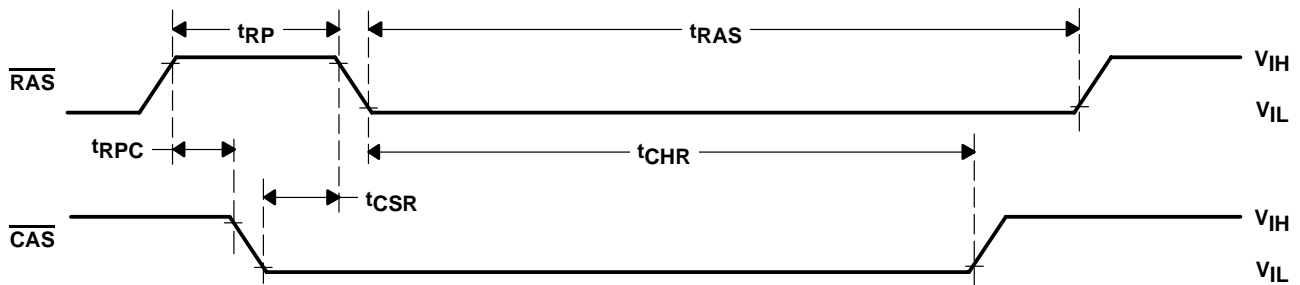 tRP
tRAS
RAS
VIH
VIL
tRPC
tCHR
tCSR
CAS
VIH
VIL